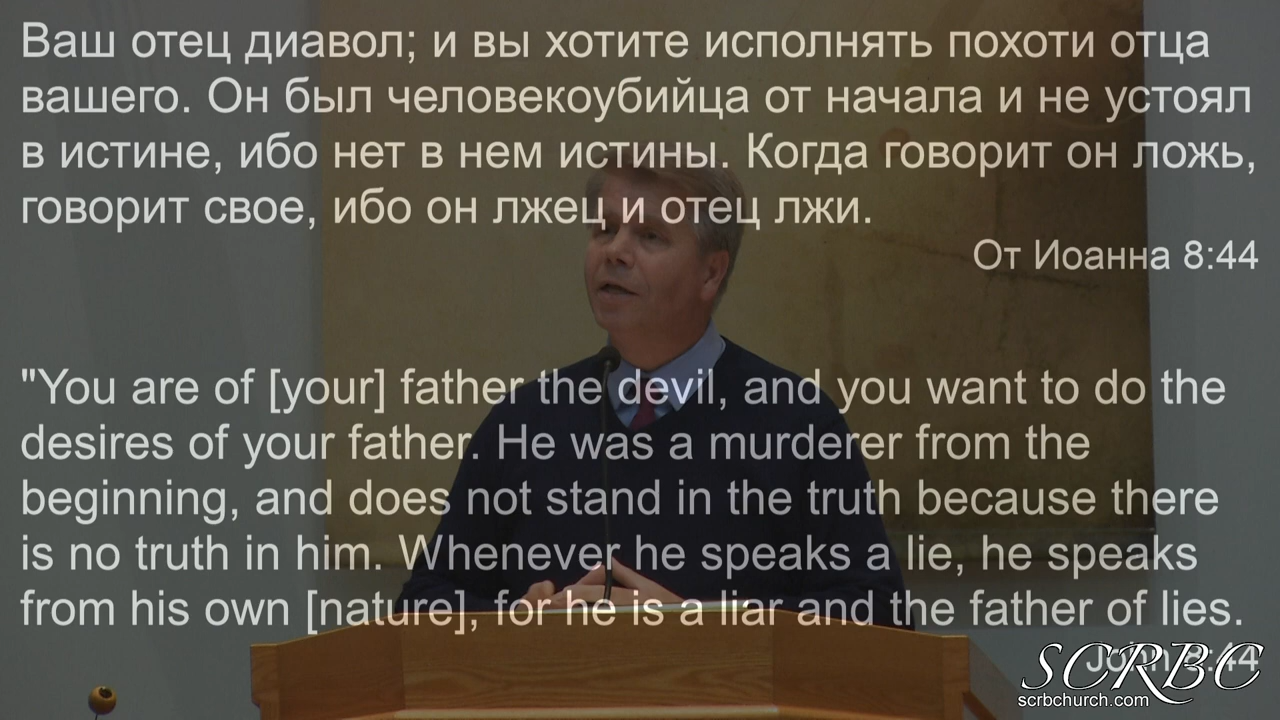 Ваш отец диавол; и вы хотите исполнять похоти отца
вашего. Он был человекоубийца от начала и не устоял
в истине, ибо нет в нем истины. Когда говорит он ложь,
говорит свое, ибо он лжец и отец лжи.
От Иоанна 8:44
"You are of [your] father the devil, and you want to do the
desires of your father. He was a murderer from the
beginning, and does not stand in the truth because there
is no truth in him. Whenever he speaks a lie, he speaks
from his own [nature], for he is a liar and the father of lies.
John 8:44
SCRBC
scrbchurch.com